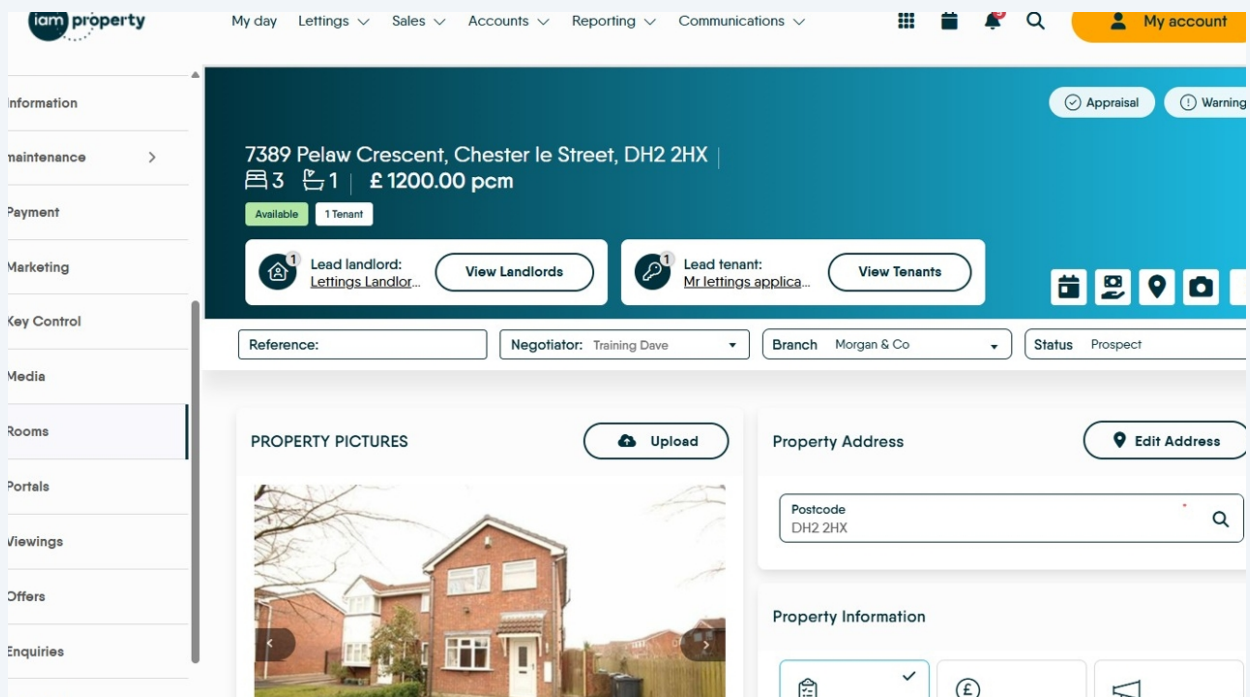 iam property
My day Lettings Sales Accounts Reporting Communications
My account
Information
maintenance
Payment
Marketing
Key Control
Media
Rooms
Portals
Viewings
Offers
Enquiries
Appraisal
Warning
7389 Pelaw Crescent, Chester le Street, DH2 2HX
3 1 £ 1200.00 pcm
Available 1 Tenant
1 Lead landlord:
Lettings Landlor...
View Landlords
1 Lead tenant:
Mr lettings applica...
View Tenants
Reference:
Negotiator: Training Dave
Branch Morgan & Co
Status Prospect
PROPERTY PICTURES
Upload
Property Address
Edit Address
Postcode
DH2 2HX
Property Information